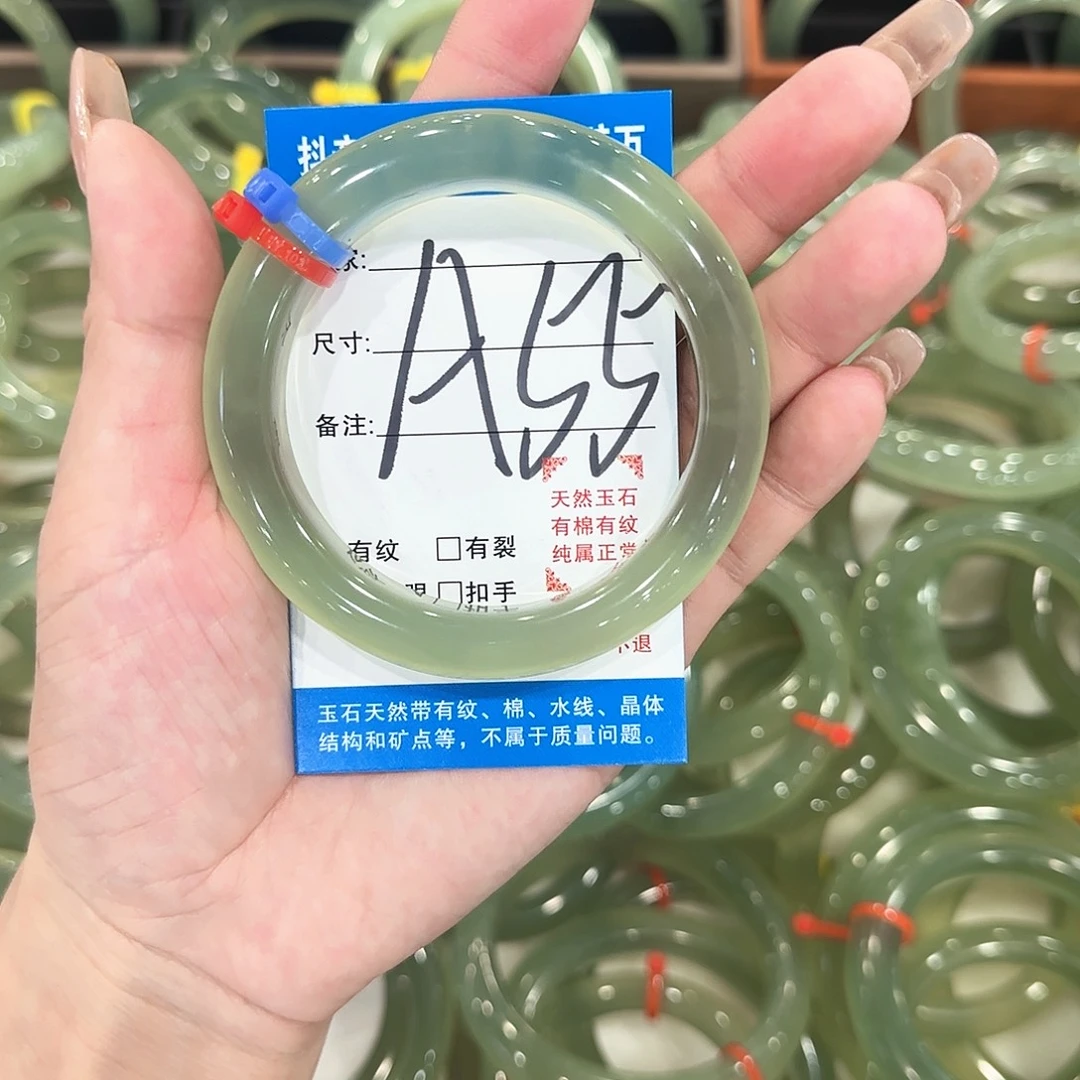 抖
家:
尺寸:
备注:
A55
天然玉石
有棉有纹
纯属正常
有纹 □有裂
□扣手
不退
玉石天然带有纹、棉、水线、晶体
结构和矿点等，不属于质量问题。